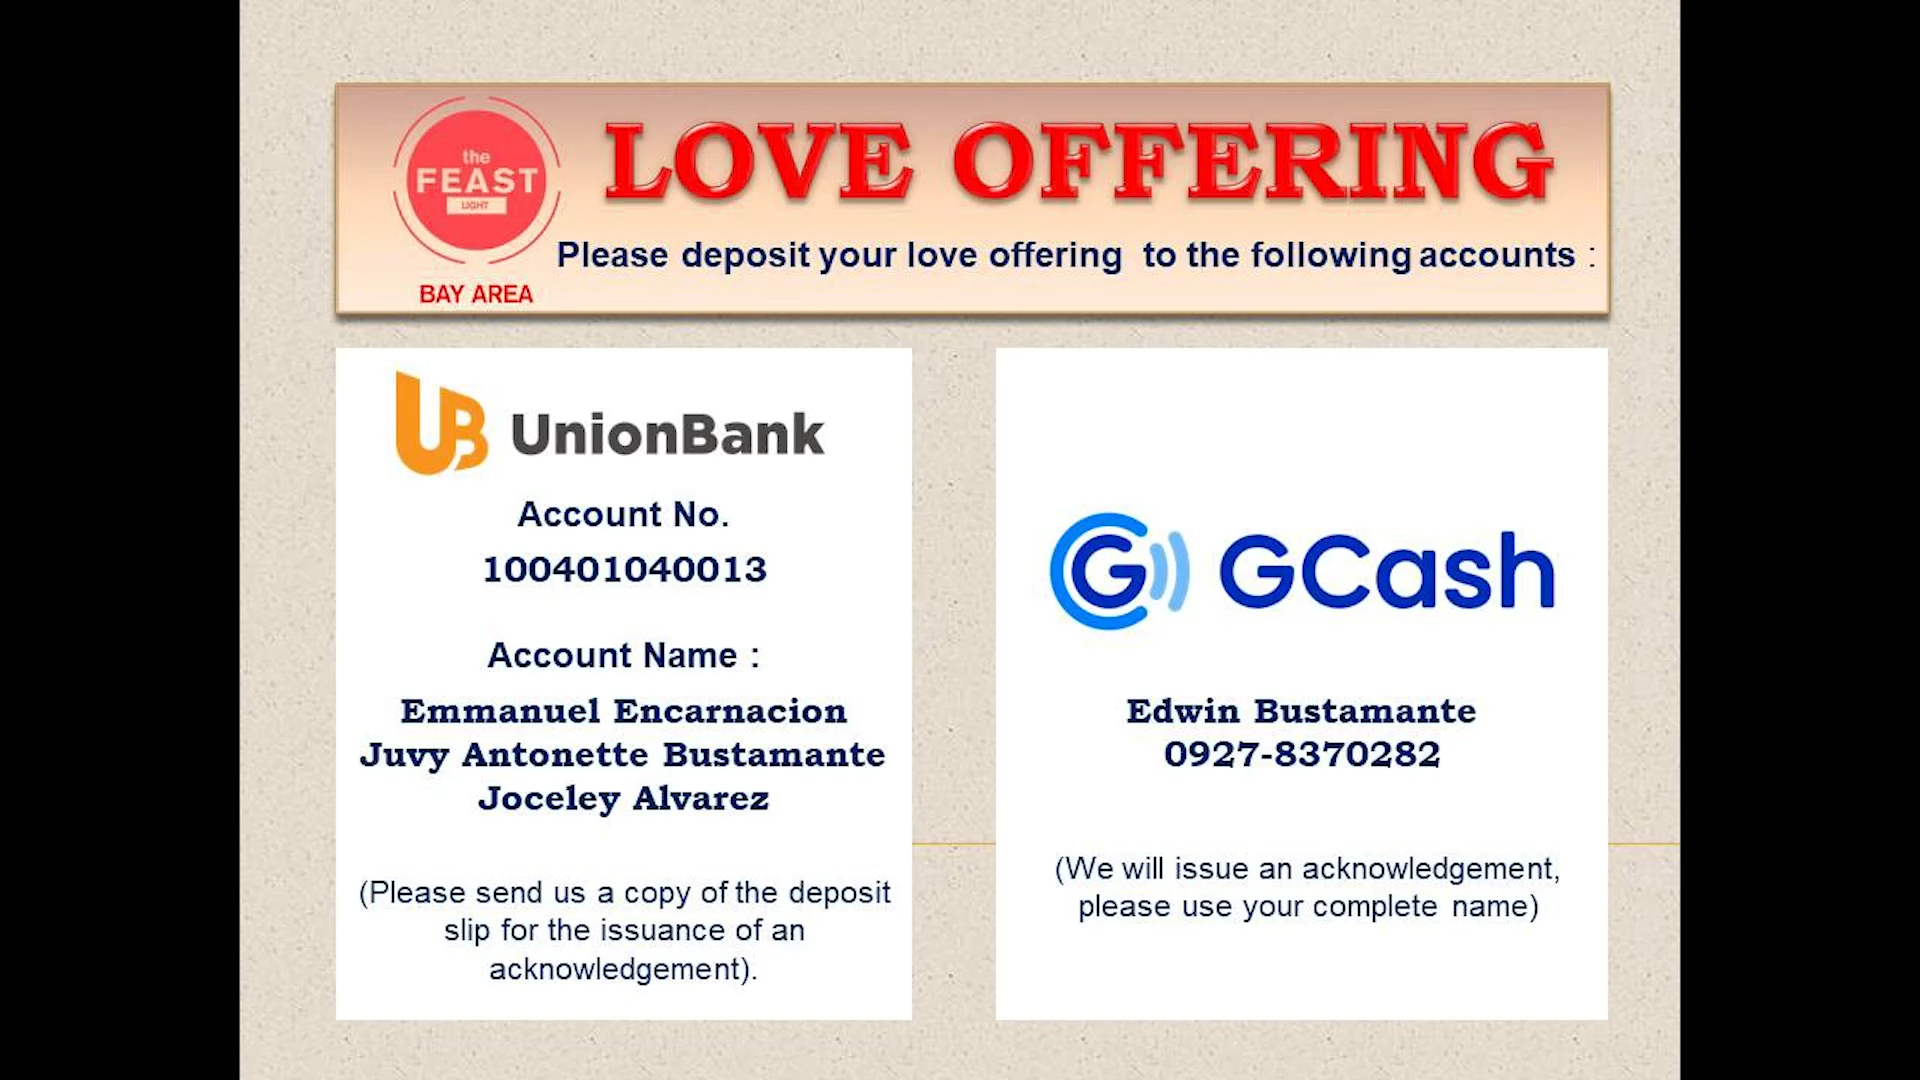 the
FEAST
LIGHT
BAY AREA
LOVE OFFERING
Please deposit your love offering to the following accounts :
UB UnionBank
Account No.
100401040013
Account Name :
Emmanuel Encarnacion
Juvy Antonette Bustamante
Joceley Alvarez
(Please send us a copy of the deposit
slip for the issuance of an
acknowledgement).
G GCash
Edwin Bustamante
0927-8370282
(We will issue an acknowledgement,
please use your complete name)